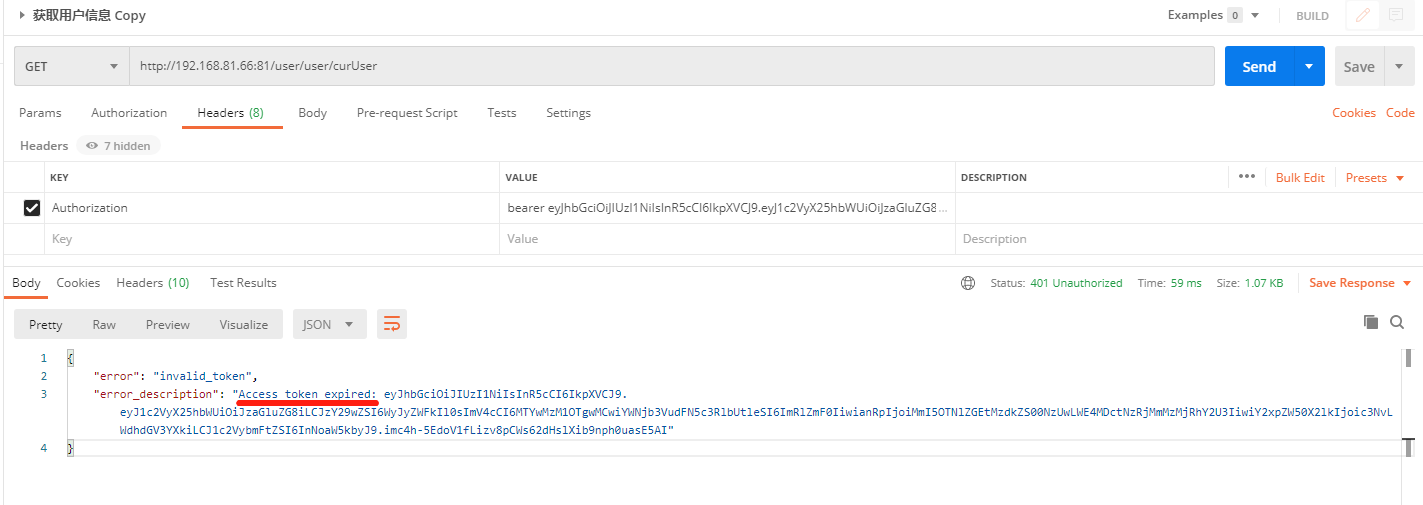 获取用户信息 Copy
Examples 0
BUILD
GET
http://192.168.81.66:81/user/user/curUser
Send
Save
Params
Authorization
Headers (8)
Body
Pre-request Script
Tests
Settings
Cookies
Code
Headers
7 hidden
KEY
VALUE
DESCRIPTION
Bulk Edit
Presets
Authorization
bearer eyJhbGciOiJIUzI1NiIsInR5cCI6IkpXVCJ9.eyJ1c2VyX25hbWUiOiJzaGluZG8...
Key
Value
Description
Body
Cookies
Headers (10)
Test Results
Status: 401 Unauthorized
Time: 59 ms
Size: 1.07 KB
Save Response
Pretty
Raw
Preview
Visualize
JSON
1 {
2 "error": "invalid_token",
3 "error_description": "Access token expired: eyJhbGciOiJIUzI1NiIsInR5cCI6IkpXVCJ9.
eyJ1c2VyX25hbWUiOiJzaGluZG8iLCJzY29wZSI6WyJyZWFkIl0sImV4cCI6MTYwMzM1OTgwMCwiYWNjb3VudFN5c3RlbUtleSI6ImRlZmF0IiwianRpIjoiMmI5OTNlZGEtMzdkZS00NzUwLWE4MDctNzRjMmMzMjRhY2U3IiwiY2xpZW50X2lkIjoic3NvL
WdhdGV3YXkiLCJ1c2VybmFtZSI6InNoaW5kbyJ9.imc4h-5EdoV1fLizv8pCWs62dHslXib9nph0uasE5AI"
4 }